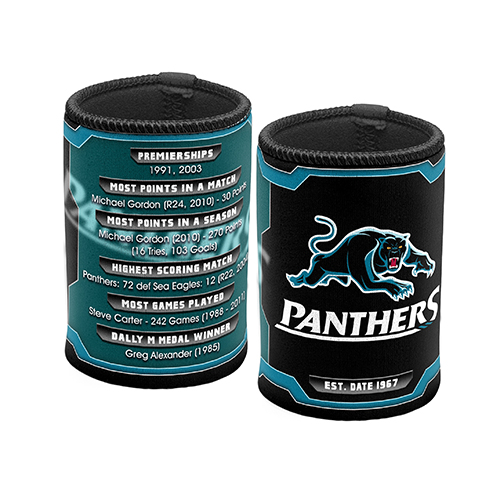 PREMIERSHIPS
1991, 2003
MOST POINTS IN A MATCH
Michael Gordon (R24, 2010) - 30 Points
MOST POINTS IN A SEASON
Michael Gordon (2010) - 270 Points
(16 Tries, 103 Goals)
HIGHEST SCORING MATCH
Panthers: 72 def Sea Eagles: 12 (R22,
MOST GAMES PLAYED
Steve Carter - 242 Games (1988 -
DALLY M MEDAL WINNER
Greg Alexander (1985)
PANTHERS
EST. DATE 1967